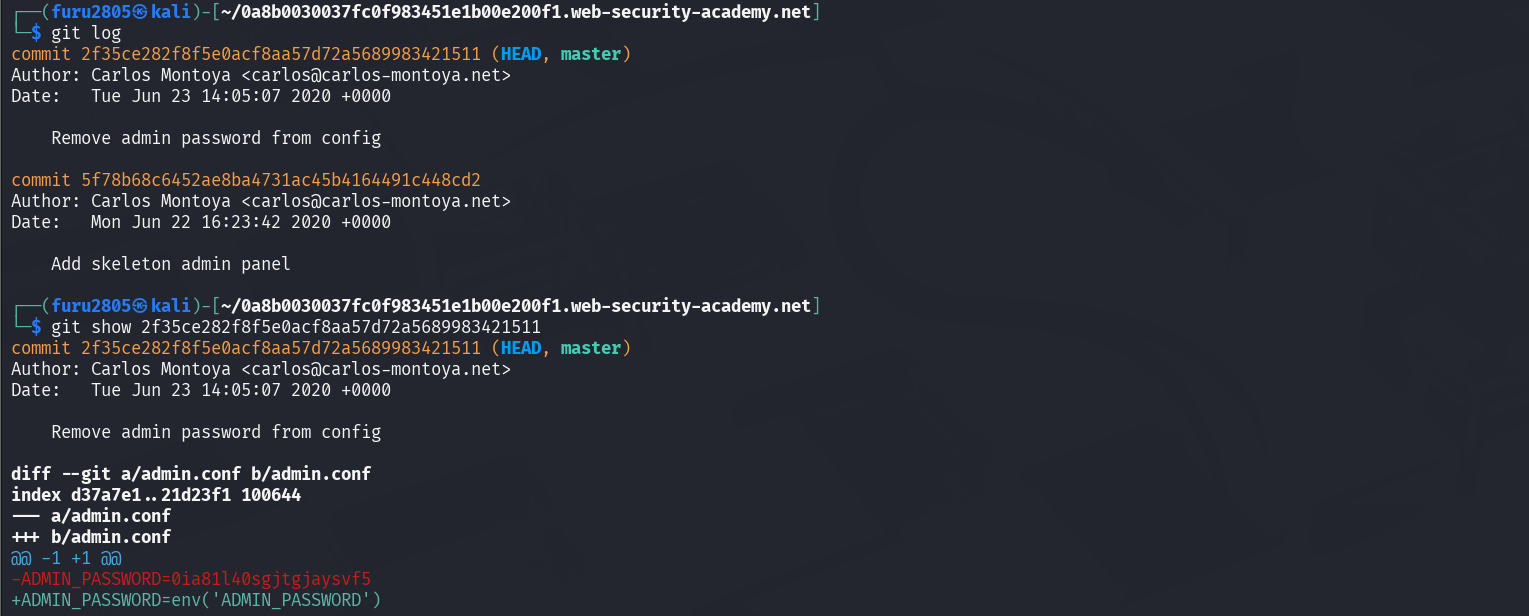 ┌──(furu2805㉿kali)-[~/0a8b0030037fc0f983451e1b00e200f1.web-security-academy.net]
└─$ git log
commit 2f35ce282f8f5e0acf8aa57d72a5689983421511 (HEAD, master)
Author: Carlos Montoya <carlos@carlos-montoya.net>
Date:   Tue Jun 23 14:05:07 2020 +0000
    Remove admin password from config
commit 5f78b68c6452ae8ba4731ac45b4164491c448cd2
Author: Carlos Montoya <carlos@carlos-montoya.net>
Date:   Mon Jun 22 16:23:42 2020 +0000
    Add skeleton admin panel
┌──(furu2805㉿kali)-[~/0a8b0030037fc0f983451e1b00e200f1.web-security-academy.net]
└─$ git show 2f35ce282f8f5e0acf8aa57d72a5689983421511
commit 2f35ce282f8f5e0acf8aa57d72a5689983421511 (HEAD, master)
Author: Carlos Montoya <carlos@carlos-montoya.net>
Date:   Tue Jun 23 14:05:07 2020 +0000
    Remove admin password from config
diff --git a/admin.conf b/admin.conf
index d37a7e1..21d23f1 100644
--- a/admin.conf
+++ b/admin.conf
@@ -1 +1 @@
-ADMIN_PASSWORD=0ia81l40sgjtgjaysvf5
+ADMIN_PASSWORD=env('ADMIN_PASSWORD')